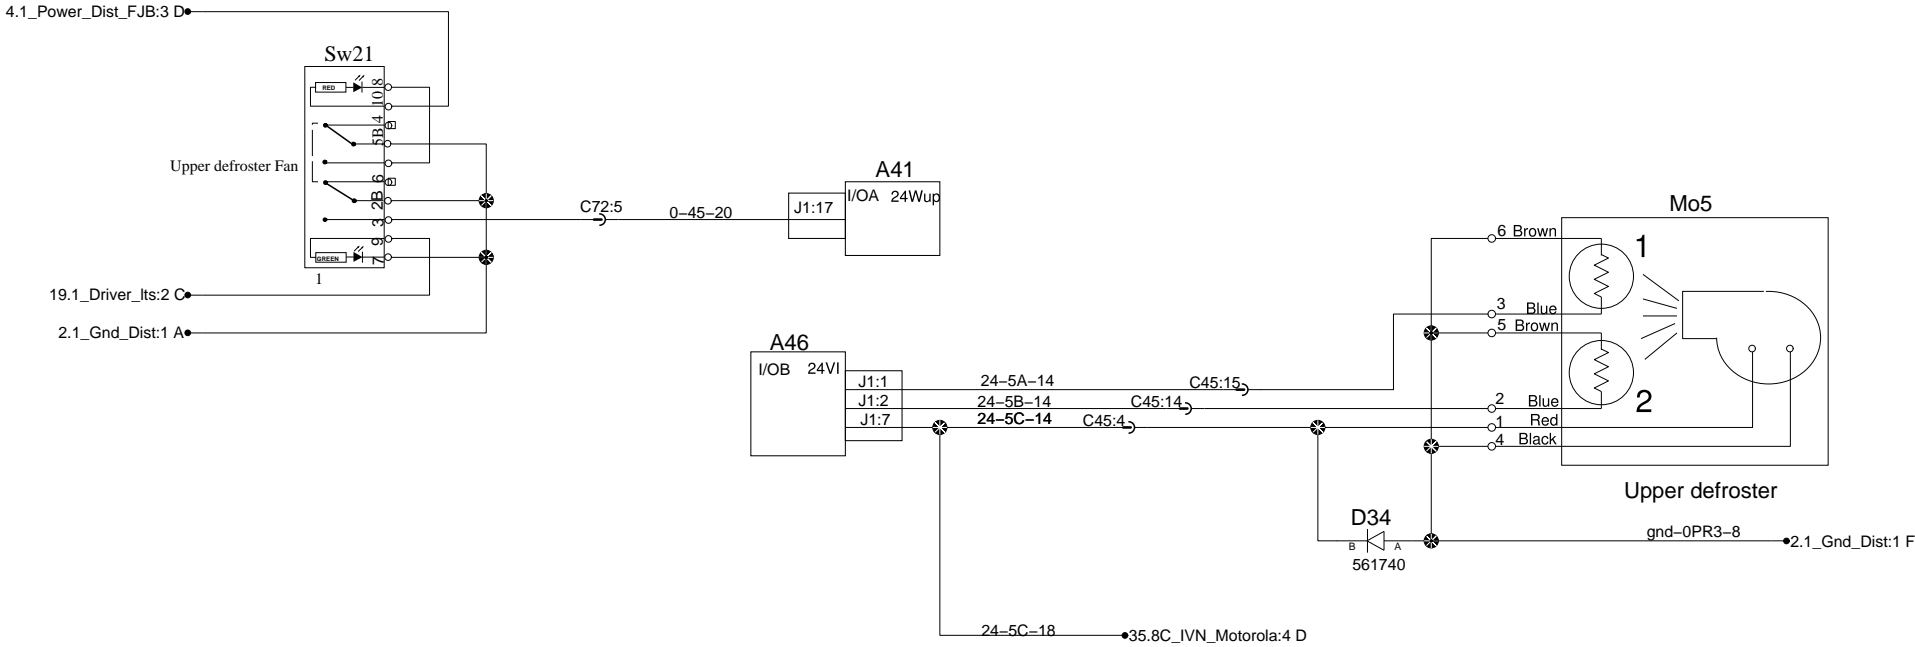 4.1_Power_Dist_FJB:3 D
Sw21
RED
8
10
4
5B
Upper defroster Fan
6
2B
3
9
GREEN
7
1
19.1_Driver_lts:2 C
2.1_Gnd_Dist:1 A
C72:5
0-45-20
A41
J1:17
I/OA 24Wup
A46
I/OB 24VI
J1:1
J1:2
J1:7
24-5A-14
24-5B-14
24-5C-14
C45:15
C45:14
C45:4
Mo5
6 Brown
1
3 Blue
5 Brown
2 Blue
2
1 Red
4 Black
Upper defroster
D34
B A
561740
gnd-0PR3-8
2.1_Gnd_Dist:1 F
24-5C-18
35.8C_IVN_Motorola:4 D